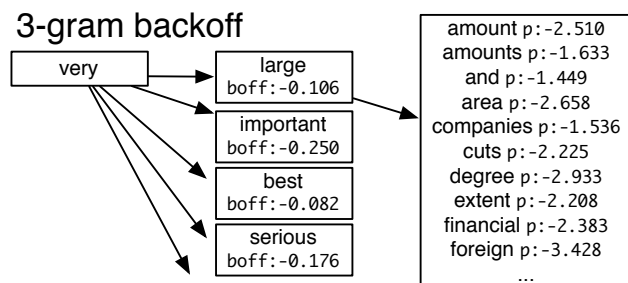 3-gram backoff
very
large
boff:-0.106
important
boff:-0.250
best
boff:-0.082
serious
boff:-0.176
amount p:-2.510
amounts p:-1.633
and p:-1.449
area p:-2.658
companies p:-1.536
cuts p:-2.225
degree p:-2.933
extent p:-2.208
financial p:-2.383
foreign p:-3.428
...